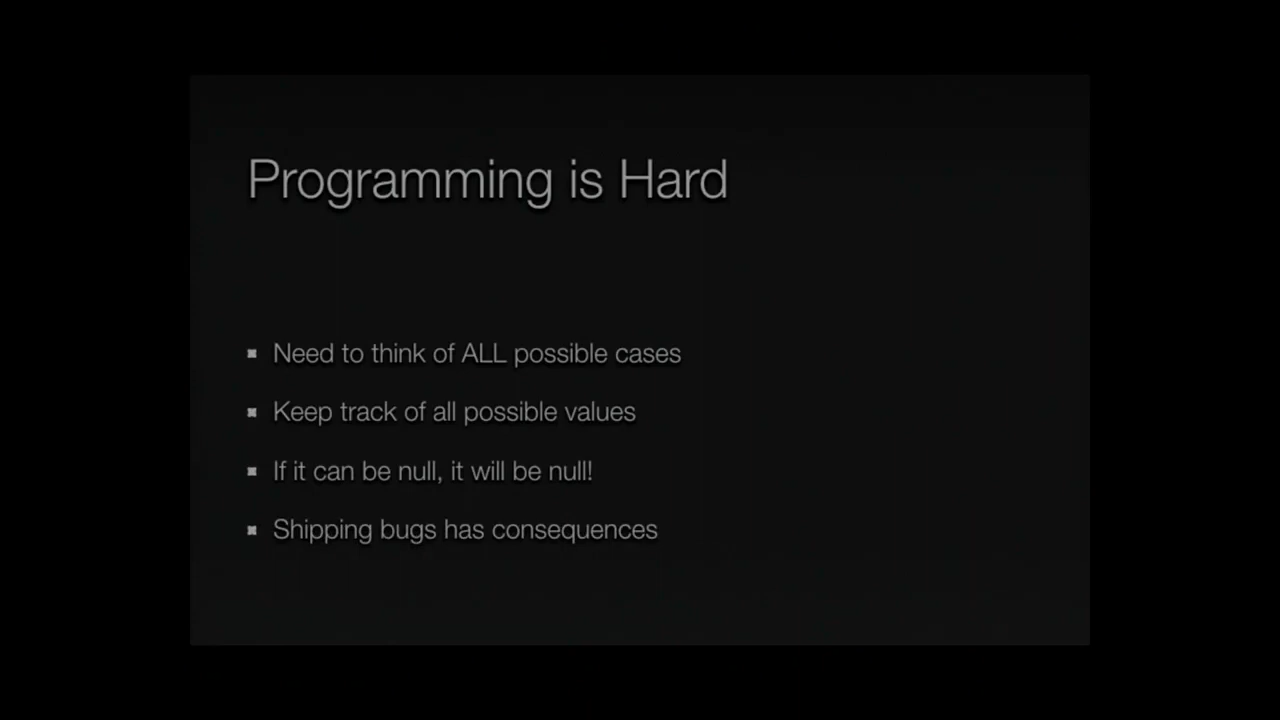 Programming is Hard
Need to think of ALL possible cases
Keep track of all possible values
If it can be null, it will be null!
Shipping bugs has consequences